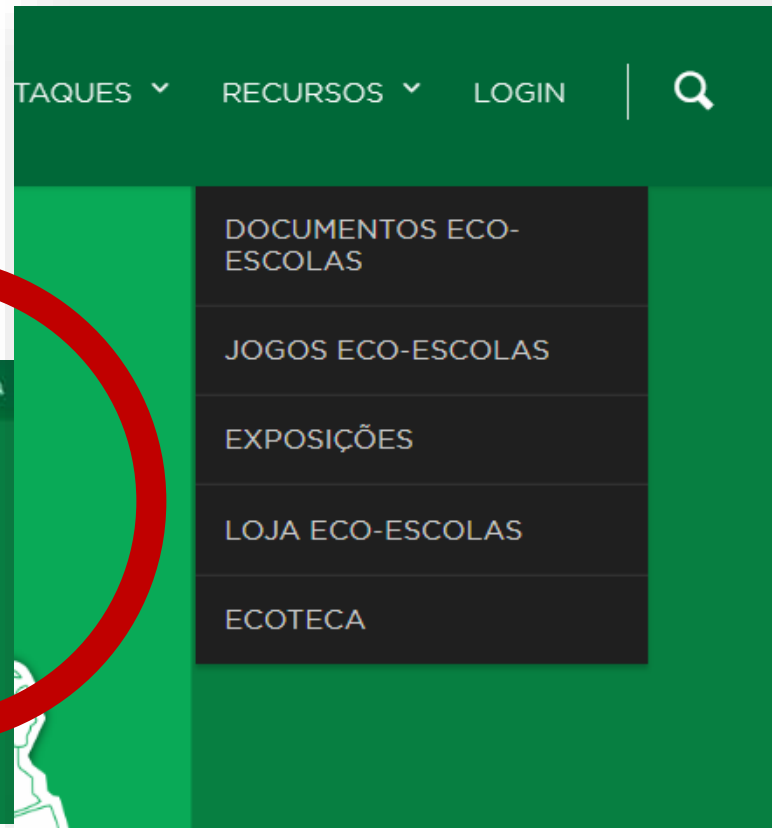 TAQUES RECURSOS LOGIN
DOCUMENTOS ECO-
ESCOLAS
JOGOS ECO-ESCOLAS
EXPOSIÇÕES
LOJA ECO-ESCOLAS
ECOTECA